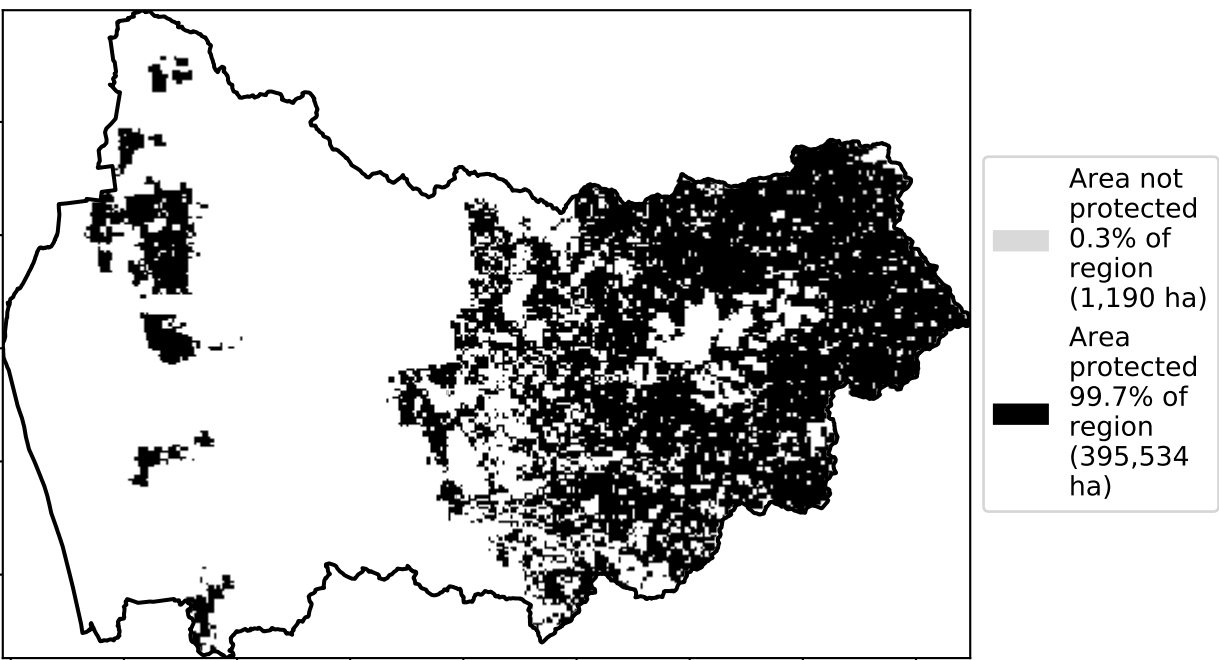 Area not
protected
0.3% of
region
(1,190 ha)
Area
protected
99.7% of
region
(395,534
ha)